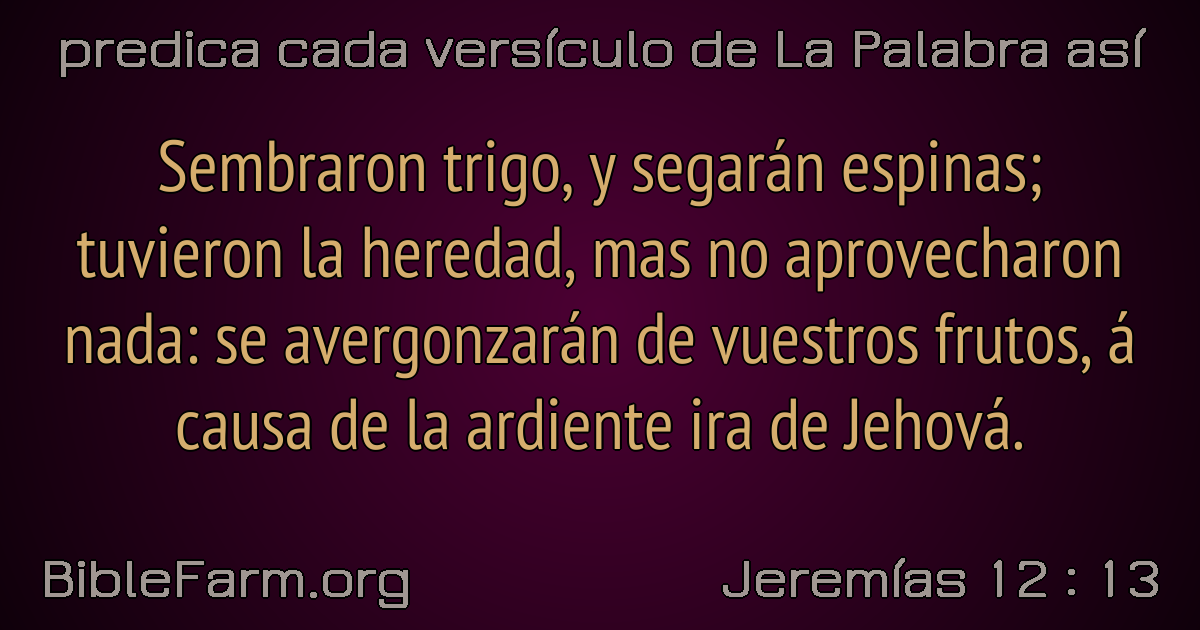 predica cada versículo de La Palabra así
Sembraron trigo, y segarán espinas;
tuvieron la heredad, mas no aprovecharon
nada: se avergonzarán de vuestros frutos, á
causa de la ardiente ira de Jehová.
BibleFarm.org
Jeremías 12 : 13